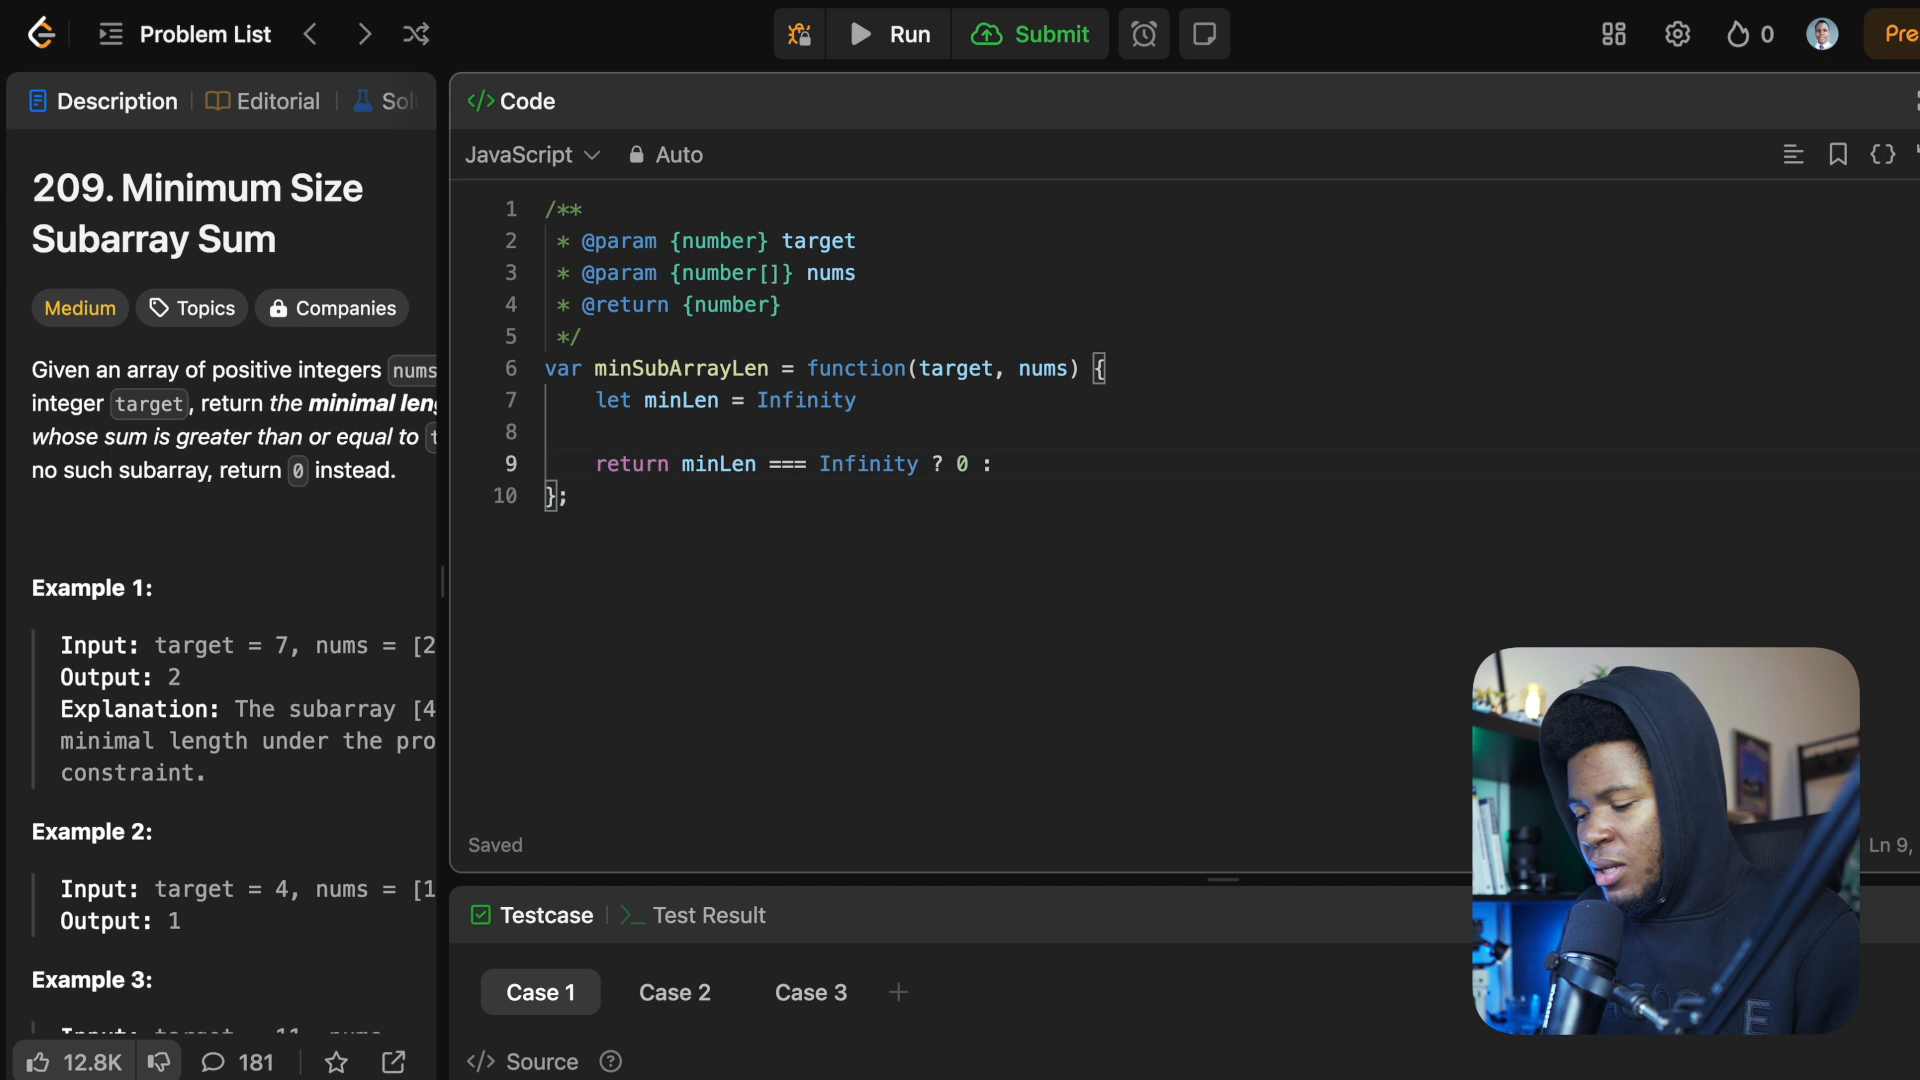 Problem List
Run
Submit
0
Pre
Description
Editorial
Sol
Code
JavaScript
Auto
209. Minimum Size
Subarray Sum
Medium
Topics
Companies
Given an array of positive integers nums
integer target, return the minimal leng
whose sum is greater than or equal to t
no such subarray, return 0 instead.
Example 1:
Input: target = 7, nums = [2
Output: 2
Explanation: The subarray [4
minimal length under the pro
constraint.
Example 2:
Input: target = 4, nums = [1
Output: 1
Example 3:
Input: target = 11, nums
12.8K
181
1 /**
2 * @param {number} target
3 * @param {number[]} nums
4 * @return {number}
5 */
6 var minSubArrayLen = function(target, nums) {
7 let minLen = Infinity
8
9 return minLen === Infinity ? 0 :
10 };
Saved
Ln 9,
Testcase
>_ Test Result
Case 1
Case 2
Case 3
+
</> Source